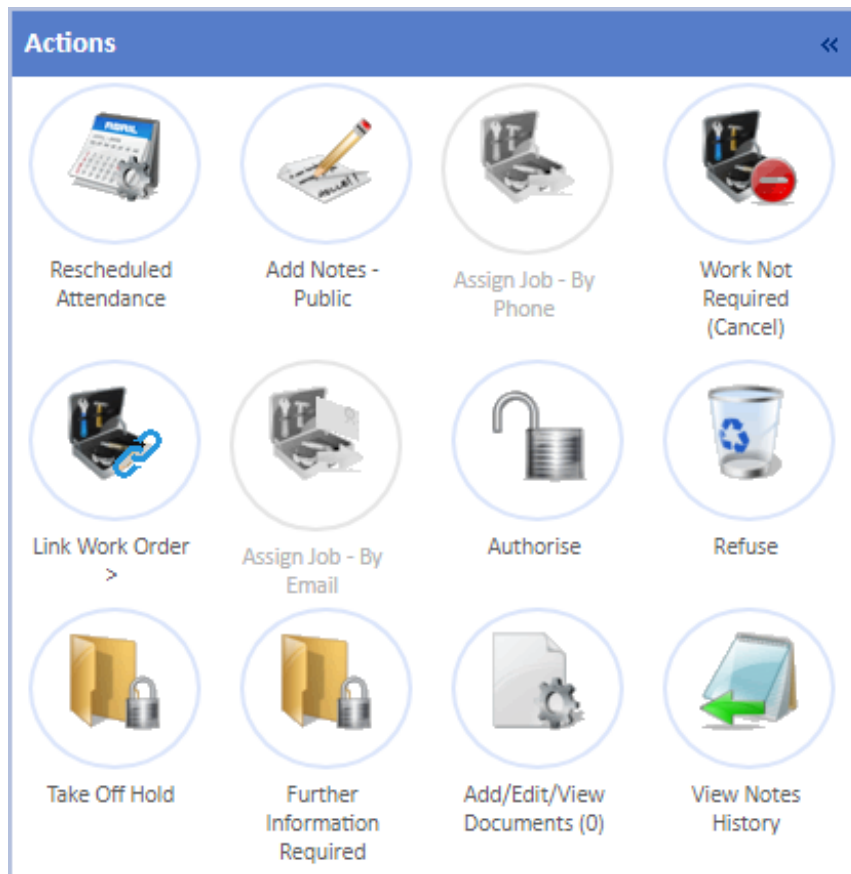 Actions
«
Rescheduled
Attendance
Add Notes -
Public
Assign Job - By
Phone
Work Not
Required
(Cancel)
Link Work Order
>
Assign Job - By
Email
Authorise
Refuse
Take Off Hold
Further
Information
Required
Add/Edit/View
Documents (0)
View Notes
History